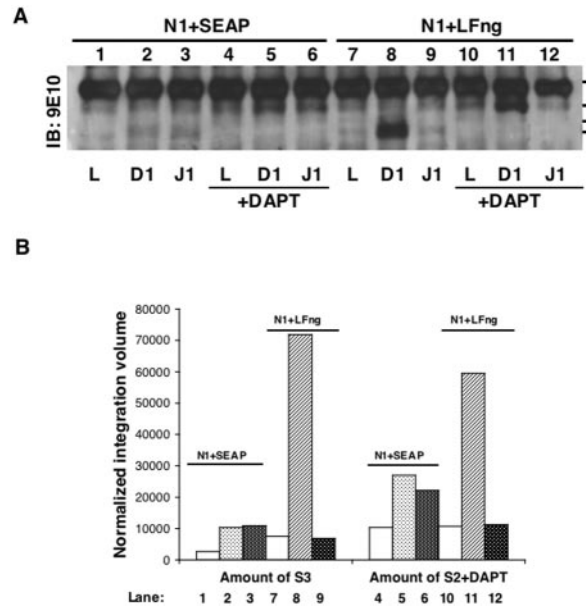 A
N1+SEAP N1+LFng
1 2 3 4 5 6 7 8 9 10 11 12
IB: 9E10
L D1 J1 L D1 J1 L D1 J1 L D1 J1
+DAPT +DAPT
B
Normalized integration volume
80000
70000
60000
50000
40000
30000
20000
10000
0
N1+LFng N1+LFng
N1+SEAP N1+SEAP
Amount of S3 Amount of S2+DAPT
Lane: 1 2 3 7 8 9 4 5 6 10 11 12